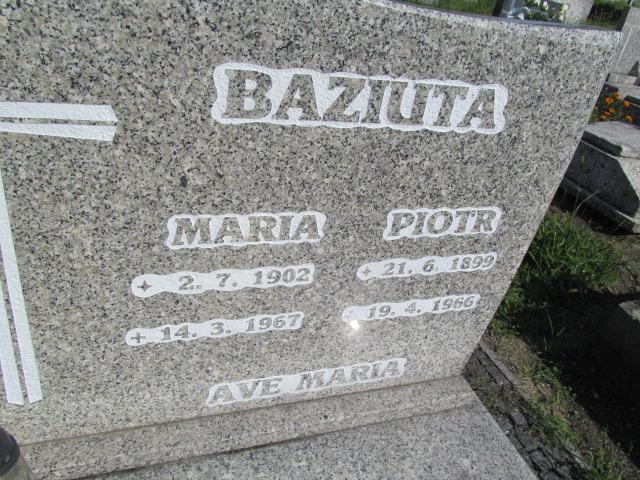 BAZIUTA
MARIA PIOTR
✦ 2. 7. 1902 ✦ 21. 6. 1899
+ 14. 3. 1967 + 19. 4. 1966
AVE MARIA